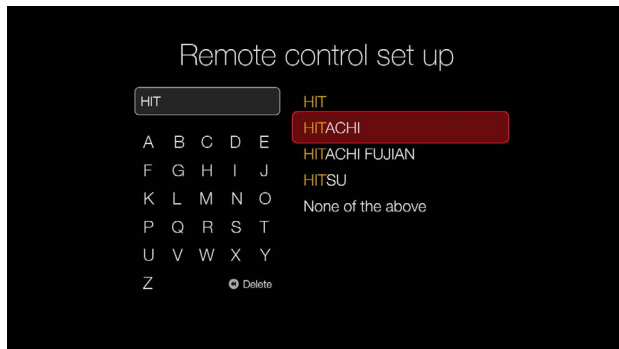 Remote control set up
HIT
A B C D E
F G H I J
K L M N O
P Q R S T
U V W X Y
Z Delete
HIT
HITACHI
HITACHI FUJIAN
HITSU
None of the above